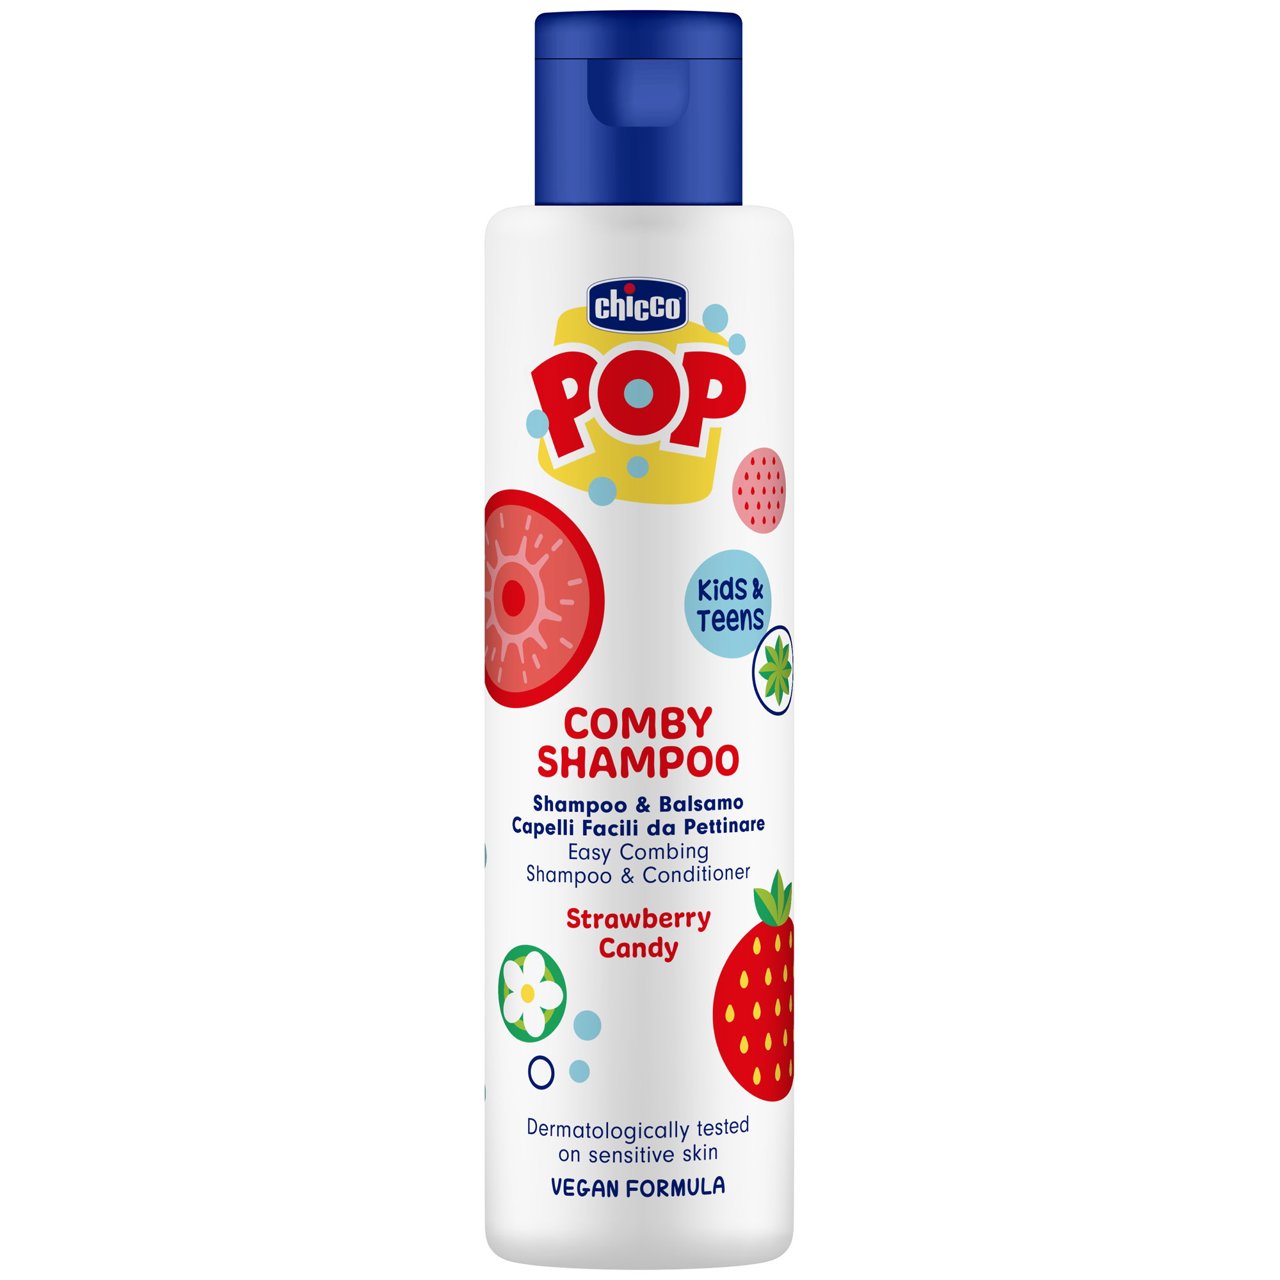 chicco
POP
Kids &
Teens
COMBY
SHAMPOO
Shampoo & Balsamo
Capelli Facili da Pettinare
Easy Combing
Shampoo & Conditioner
Strawberry
Candy
Dermatologically tested
on sensitive skin
VEGAN FORMULA